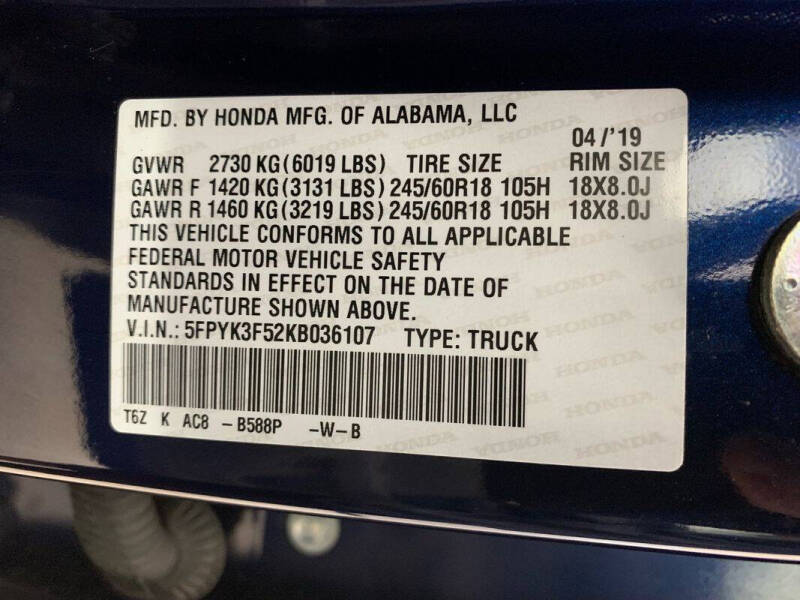 MFD. BY HONDA MFG. OF ALABAMA, LLC
04/'19
GVWR 2730 KG(6019 LBS) TIRE SIZE RIM SIZE
GAWR F 1420 KG(3131 LBS) 245/60R18 105H 18X8.0J
GAWR R 1460 KG(3219 LBS) 245/60R18 105H 18X8.0J
THIS VEHICLE CONFORMS TO ALL APPLICABLE
FEDERAL MOTOR VEHICLE SAFETY
STANDARDS IN EFFECT ON THE DATE OF
MANUFACTURE SHOWN ABOVE.
V.I.N.: 5FPYK3F52KB036107 TYPE: TRUCK
T6Z K AC8 -B588P -W-B